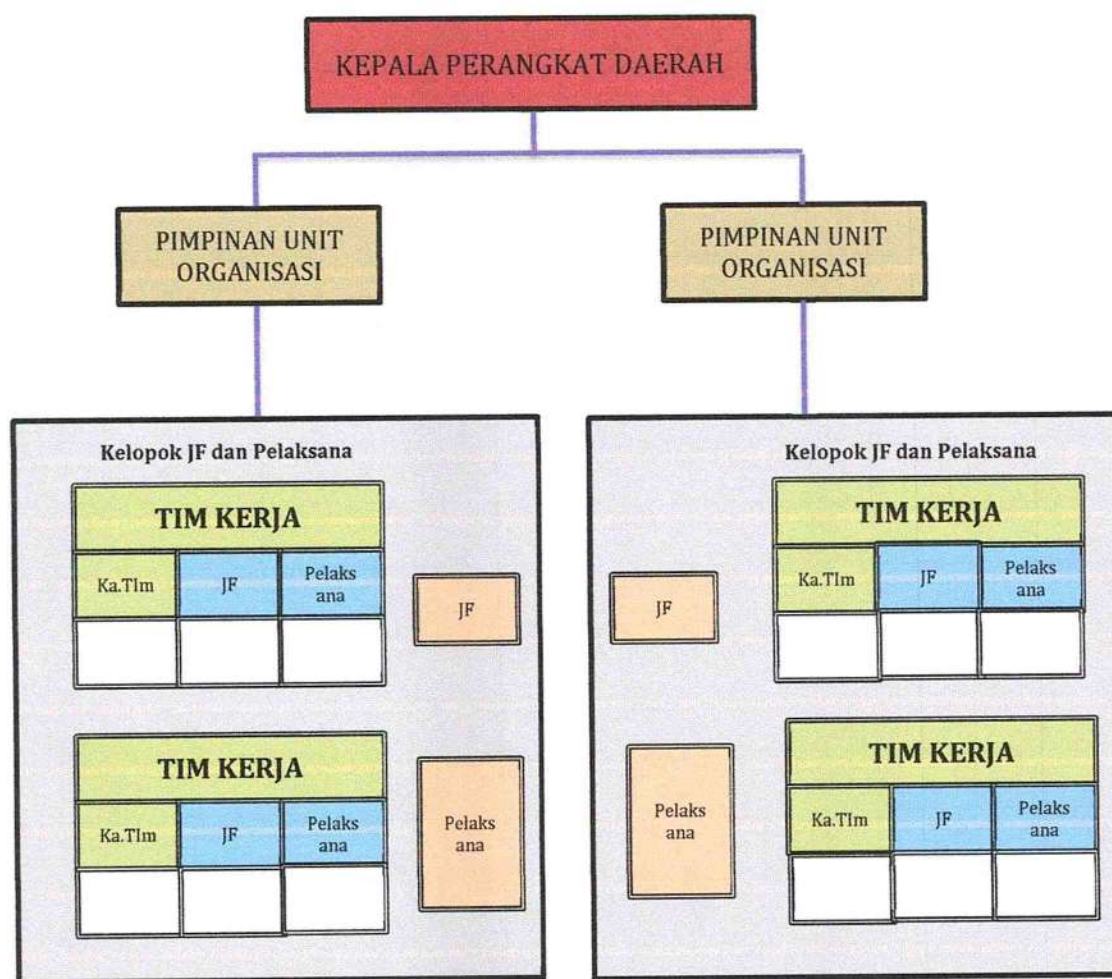 KEPALA PERANGKAT DAERAH
PIMPINAN UNIT
ORGANISASI
PIMPINAN UNIT
ORGANISASI
Kelopok JF dan Pelaksana
TIM KERJA
Ka.TIm
JF
Pelaks
ana
JF
TIM KERJA
Ka.TIm
JF
Pelaks
ana
Pelaks
ana
Kelopok JF dan Pelaksana
TIM KERJA
Ka.TIm
JF
Pelaks
ana
JF
TIM KERJA
Ka.TIm
JF
Pelaks
ana
Pelaks
ana